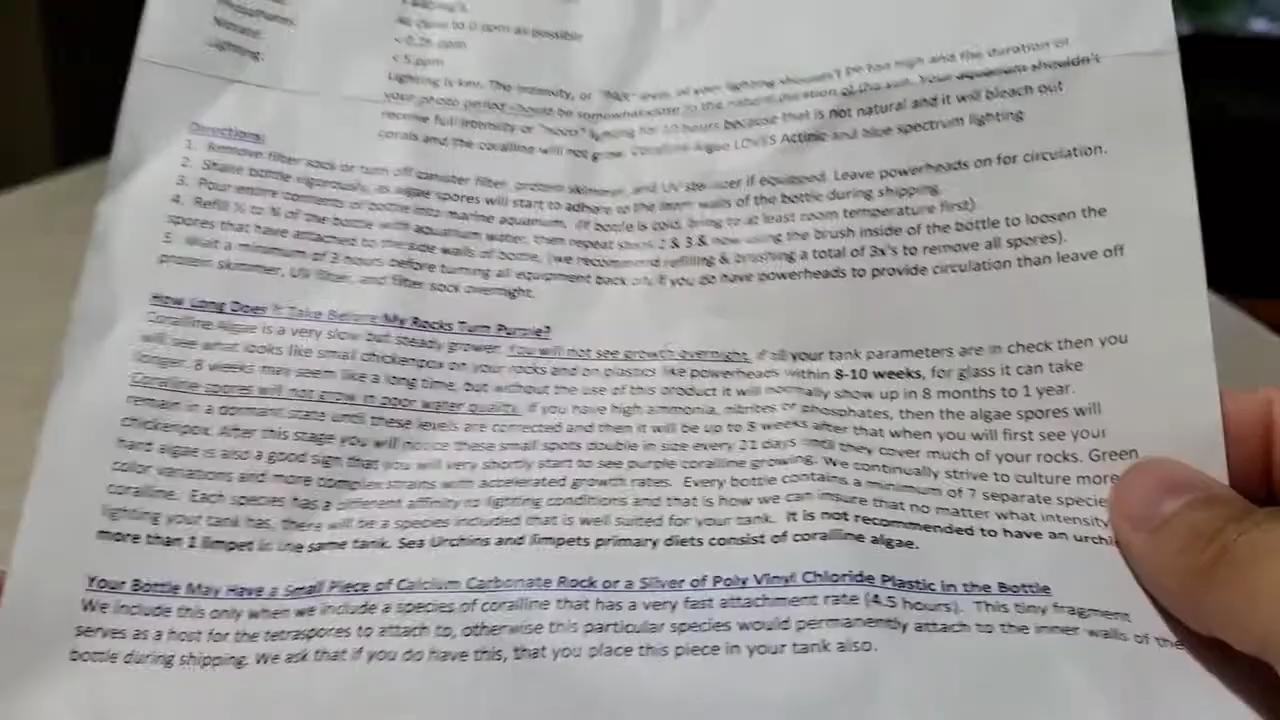 Phosphates:
Nitrate:
Lighting:
to 0 ppm as possible
< 5 ppm
Lighting is key. The intensity, or level of your lighting shouldn't be too high and the duration of
your photo period should be somewhat close to the natural duration of the sun. Your aquarium shouldn't
receive full intensity or "noon" lighting for 10 hours because that is not natural and it will bleach out
corals and the coralline will not grow. Coralline Algae LOVES Actinic and blue spectrum lighting
Directions:
1. Remove filter sock or turn off canister filter, protein skimmer, and UV sterilizer if equipped. Leave powerheads on for circulation.
2. Shake bottle vigorously, as algae spores will start to adhere to the inner walls of the bottle during shipping.
3. Pour entire contents of bottle into marine aquarium. (If bottle is cold, bring to at least room temperature first)
4. Refill ½ to ¾ of the bottle with aquarium water, then repeat steps 2 & 3 & now using the brush inside of the bottle to loosen the
spores that have attached to the side walls of bottle. (we recommend refilling & brushing a total of 3x's to remove all spores).
5. Wait a minimum of 3 hours before turning all equipment back on. If you do have powerheads to provide circulation than leave off
protein skimmer, UV filter, and filter sock overnight.
How Long Does it Take Before My Rocks Turn Purple?
Coralline Algae is a very slow but steady grower. You will not see growth overnight. If all your tank parameters are in check then you
will see what looks like small chickenpox on your rocks and on plastics like powerheads within 8-10 weeks, for glass it can take
longer. 8 weeks may seem like a long time, but without the use of this product it will normally show up in 8 months to 1 year.
Coralline spores will not grow in poor water quality. If you have high ammonia, nitrites or phosphates, then the algae spores will
remain in a dormant state until these levels are corrected and then it will be up to 8 weeks after that when you will first see your
chickenpox. After this stage you will notice these small spots double in size every 21 days until they cover much of your rocks. Green
hard algae is also a good sign that you will very shortly start to see purple coralline growing. We continually strive to culture more
color variations and more complex strains with accelerated growth rates. Every bottle contains a minimum of 7 separate specie
coralline. Each species has a different affinity to lighting conditions and that is how we can insure that no matter what intensity
lighting your tank has, there will be a species included that is well suited for your tank. It is not recommended to have an urchi
more than 1 limpet in the same tank. Sea Urchins and limpets primary diets consist of coralline algae.
Your Bottle May Have a Small Piece of Calcium Carbonate Rock or a Sliver of Poly Vinyl Chloride Plastic in the Bottle
We include this only when we include a species of coralline that has a very fast attachment rate (4.5 hours). This tiny fragment
serves as a host for the tetraspores to attach to, otherwise this particular species would permanently attach to the inner walls of the
bottle during shipping. We ask that if you do have this, that you place this piece in your tank also.